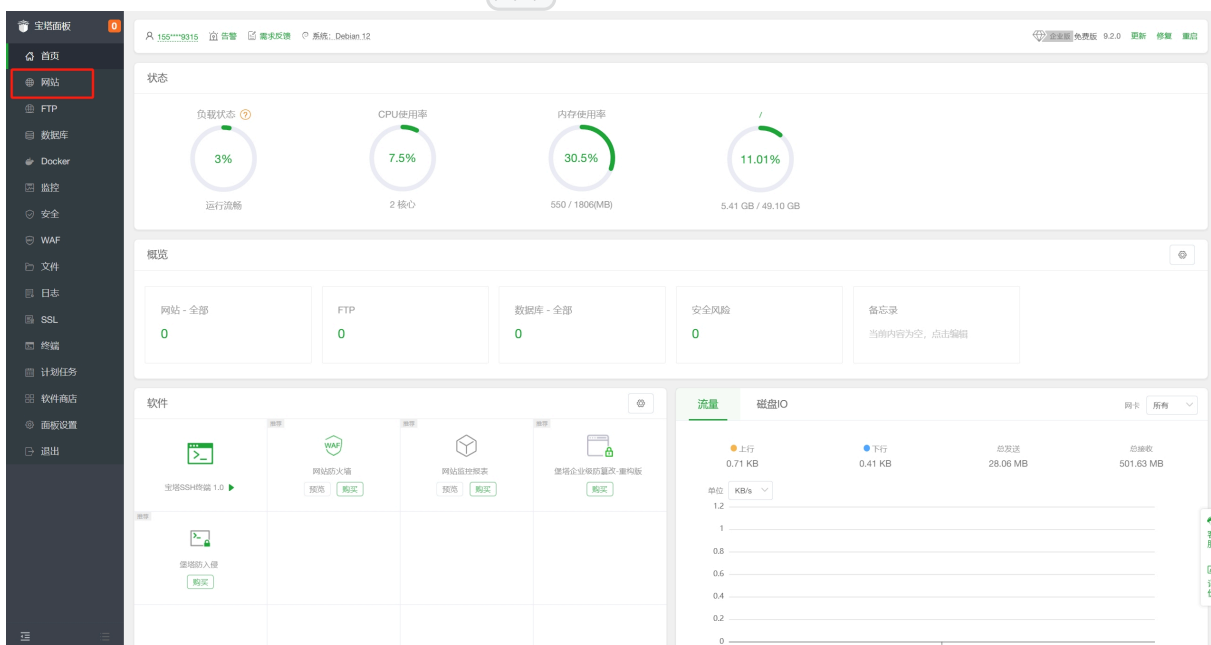 宝塔面板 0
155****9315 告警 需求反馈 系统: Debian 12
企业版 免费版 9.2.0 更新 修复 重启
首页
网站
FTP
数据库
Docker
监控
安全
WAF
文件
日志
SSL
终端
计划任务
软件商店
面板设置
退出
状态
负载状态 ? CPU使用率 内存使用率 /
3% 7.5% 30.5% 11.01%
运行流畅 2 核心 550 / 1806(MB) 5.41 GB / 49.10 GB
概览
网站 - 全部 FTP 数据库 - 全部 安全风险 备忘录
0 0 0 0 当前内容为空，点击编辑
软件
推荐 推荐 推荐
WAF
宝塔SSH终端 1.0 网站防火墙 网站监控报表 堡塔企业级防篡改-重构版
预览 购买 预览 购买 购买
推荐
堡塔防入侵
购买
流量 磁盘IO 网卡 所有
上行 下行 总发送 总接收
0.71 KB 0.41 KB 28.06 MB 501.63 MB
单位 KB/s
1.2
1
0.8
0.6
0.4
0.2
0